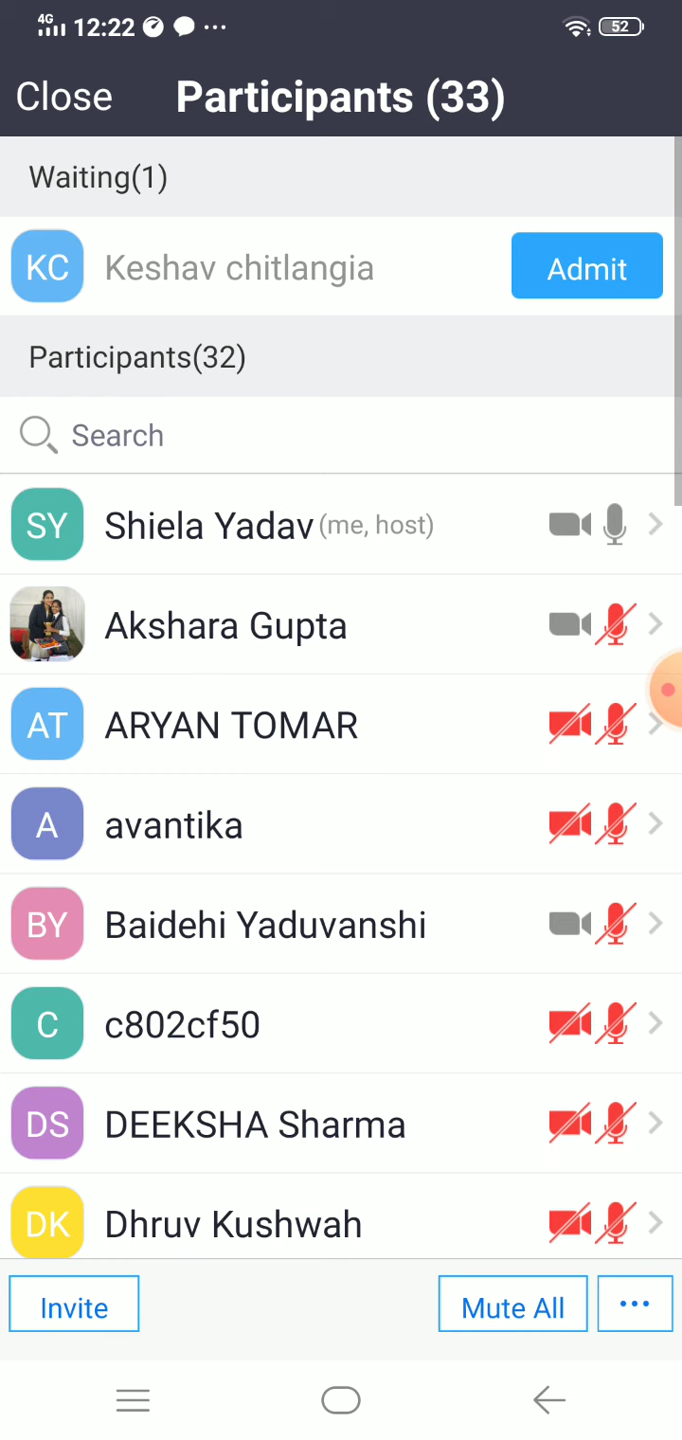 4G 12:22 ... 52
Close Participants (33)
Waiting(1)
KC Keshav chitlangia Admit
Participants(32)
Search
SY Shiela Yadav (me, host)
Akshara Gupta
AT ARYAN TOMAR
A avantika
BY Baidehi Yaduvanshi
C c802cf50
DS DEEKSHA Sharma
DK Dhruv Kushwah
Invite Mute All ...